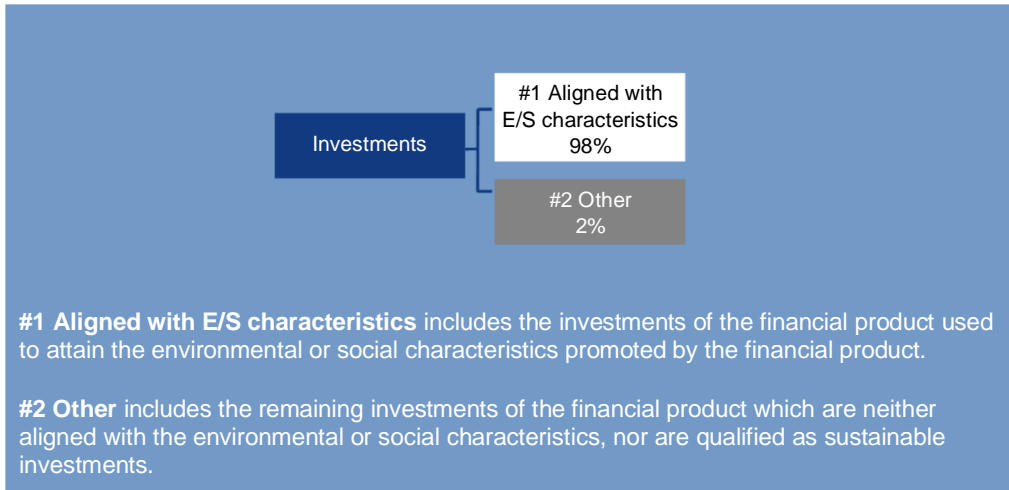 #1 Aligned with
E/S characteristics
98%
Investments
#2 Other
2%
#1 Aligned with E/S characteristics includes the investments of the financial product used
to attain the environmental or social characteristics promoted by the financial product.
#2 Other includes the remaining investments of the financial product which are neither
aligned with the environmental or social characteristics, nor are qualified as sustainable
investments.